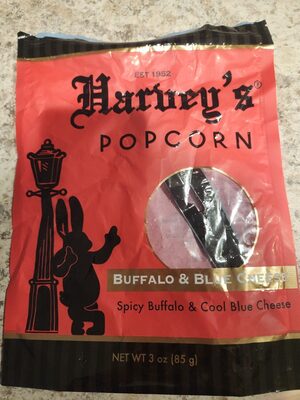 EST 1952
Harvey's®
POPCORN
BUFFALO & BLUE CHEESE
Spicy Buffalo & Cool Blue Cheese
NET WT 3 oz (85 g)